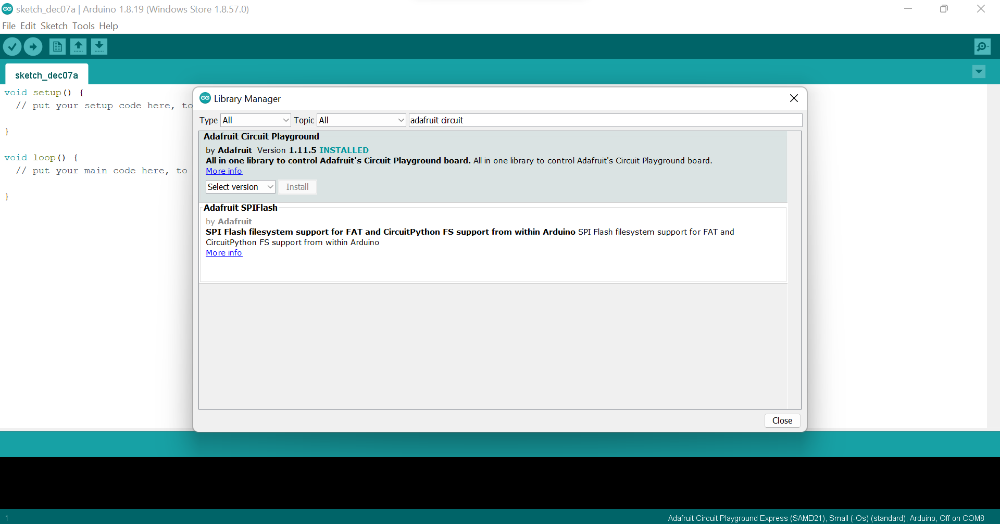 sketch_dec07a | Arduino 1.8.19 (Windows Store 1.8.57.0)
File Edit Sketch Tools Help
sketch_dec07a
void setup() {
// put your setup code here, to
}
void loop() {
// put your main code here, to
}
Library Manager
Type All Topic All adafruit circuit
Adafruit Circuit Playground
by Adafruit Version 1.11.5 INSTALLED
All in one library to control Adafruit's Circuit Playground board. All in one library to control Adafruit's Circuit Playground board.
More info
Select version Install
Adafruit SPIFlash
by Adafruit
SPI Flash filesystem support for FAT and CircuitPython FS support from within Arduino SPI Flash filesystem support for FAT and
CircuitPython FS support from within Arduino
More info
Close
1 Adafruit Circuit Playground Express (SAMD21), Small (-Os) (standard), Arduino, Off on COM8